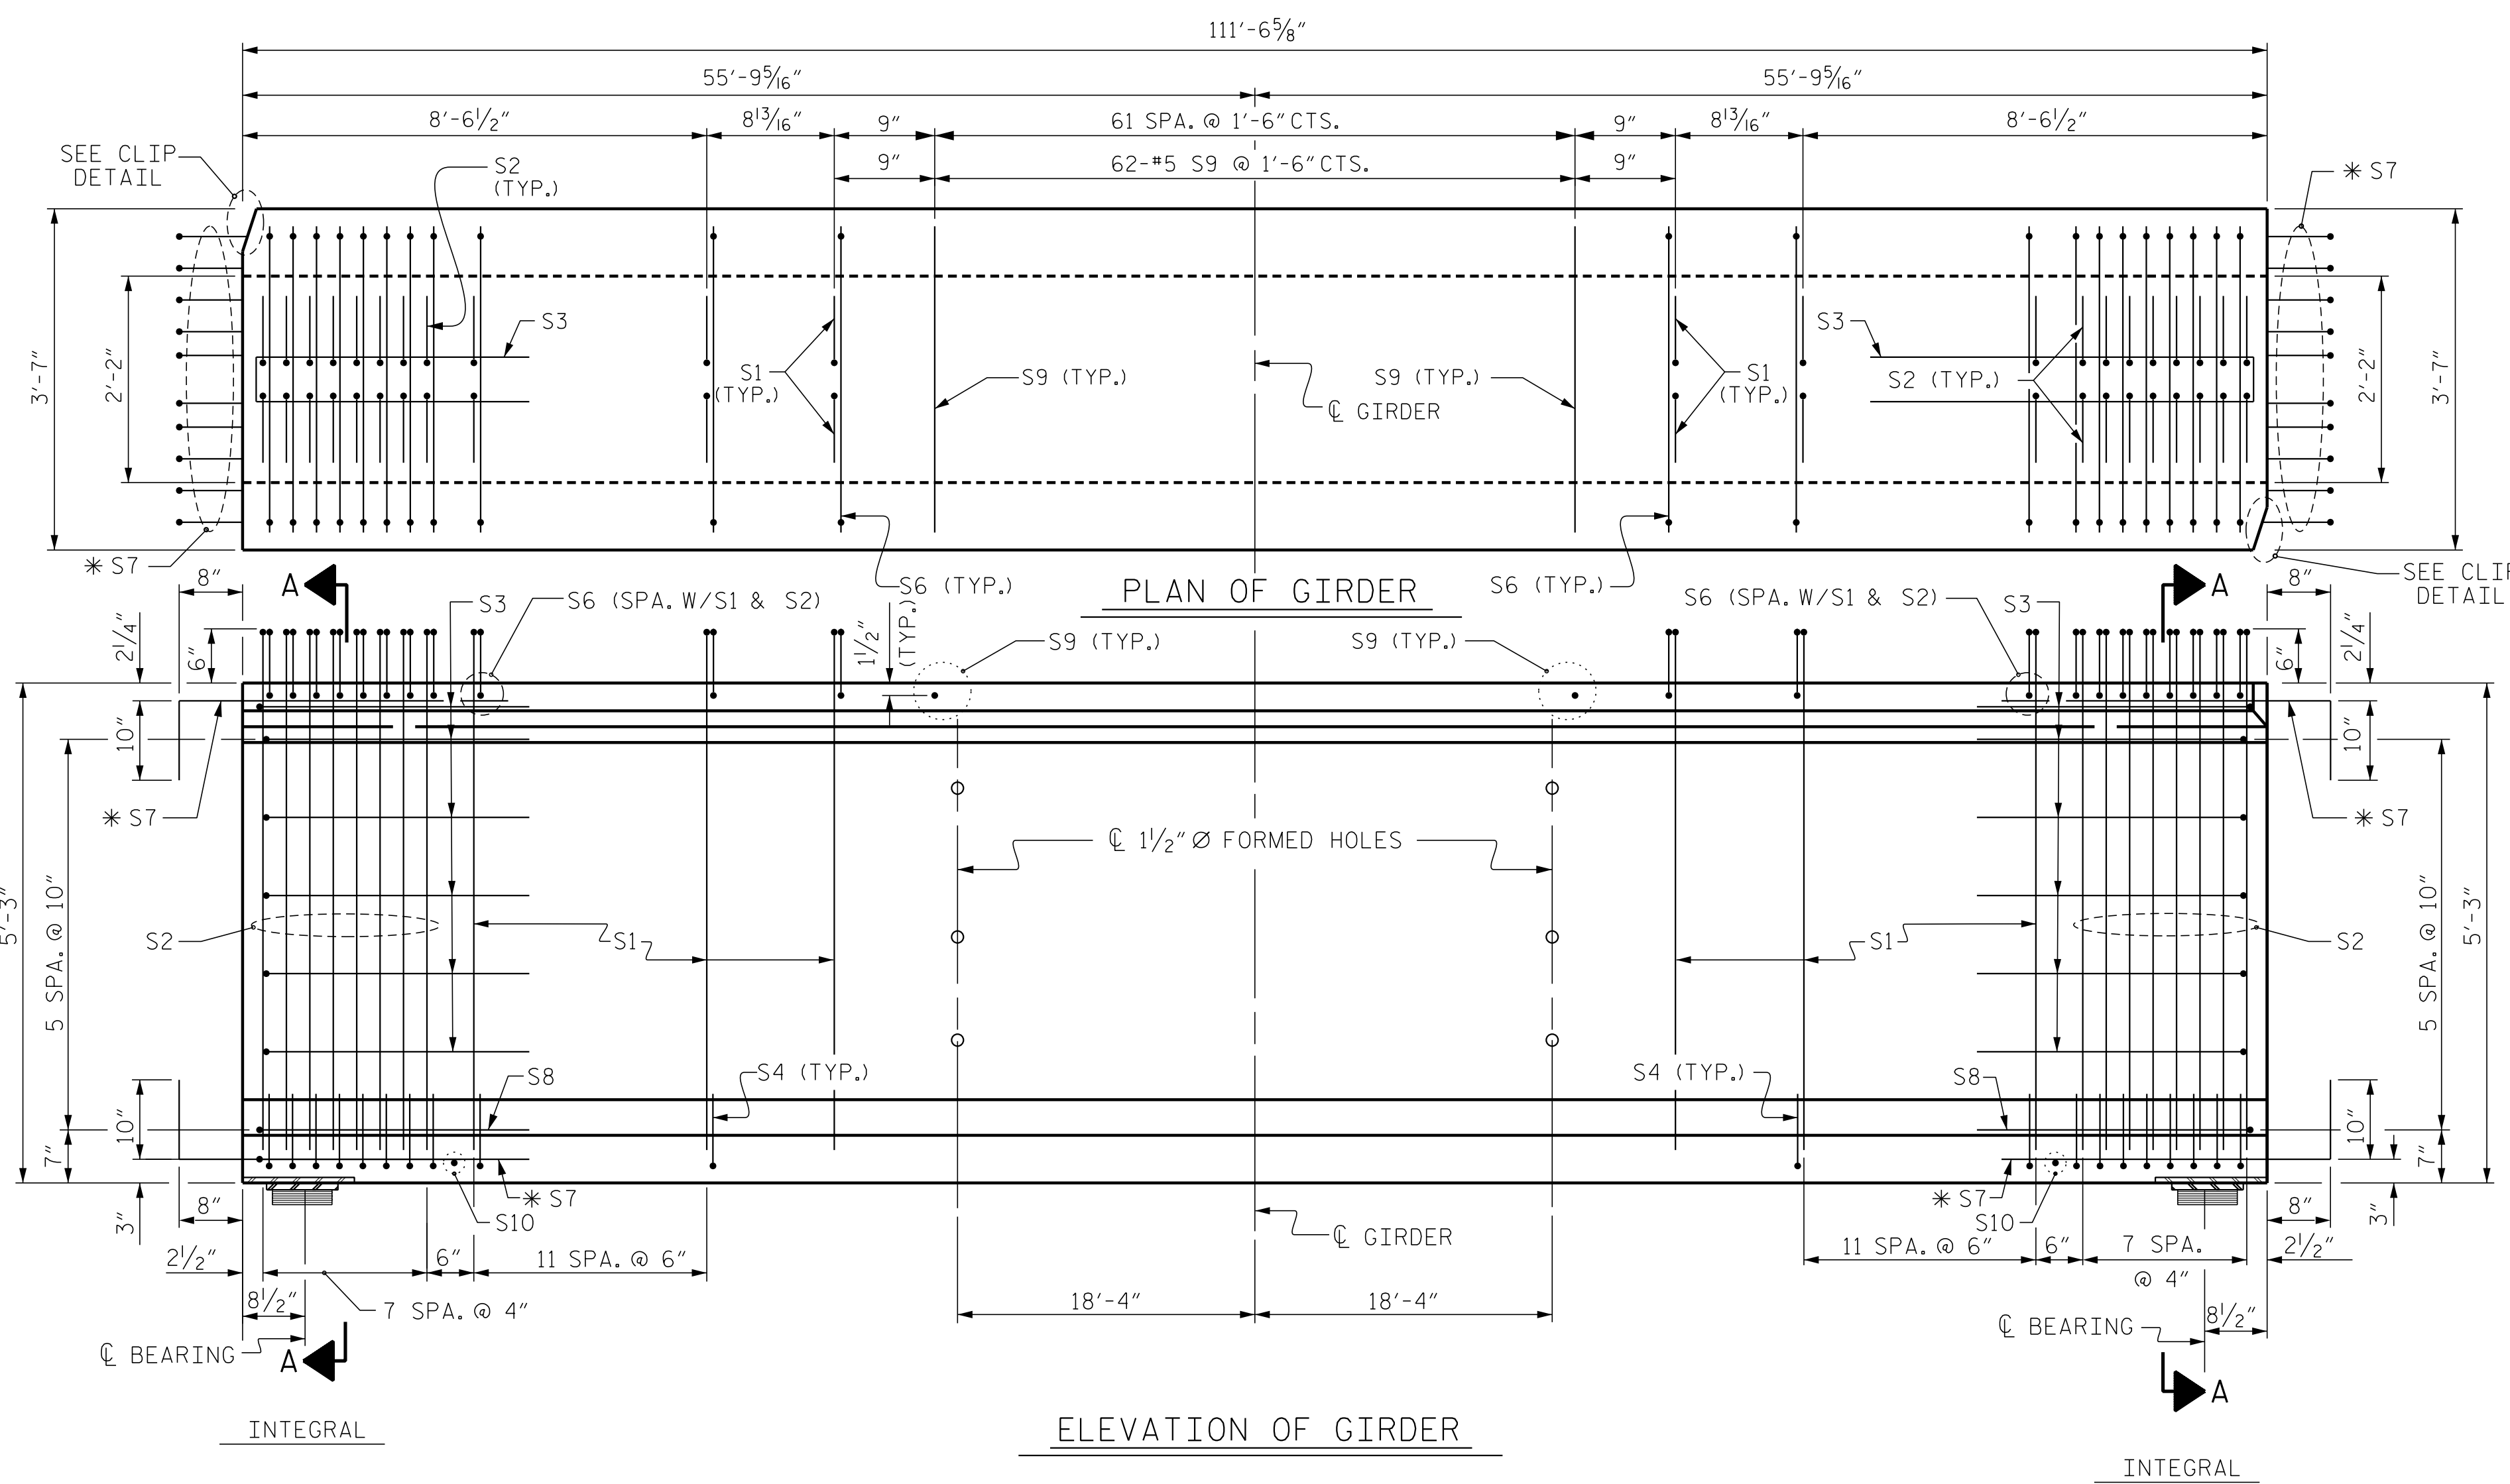 111′-6⅝″
55′-9⁵⁄₁₆″ 55′-9⁵⁄₁₆″
8′-6½″ 8¹³⁄₁₆″ 9″ 61 SPA. @ 1′-6″ CTS. 9″ 8¹³⁄₁₆″ 8′-6½″
9″ 62-#5 S9 @ 1′-6″ CTS. 9″
SEE CLIP
DETAIL
S2
(TYP.)
✳ S7
3′-7″
2′-2″
S3
S1
(TYP.)
S9 (TYP.)
S9 (TYP.)
℄ GIRDER
S1
(TYP.)
S3
S2 (TYP.)
2′-2″
3′-7″
✳ S7
S6 (TYP.)
PLAN OF GIRDER
S6 (TYP.)
SEE CLIP
DETAIL
8″
A
S3
S6 (SPA. W/S1 & S2)
1½″
(TYP.)
S9 (TYP.)
S9 (TYP.)
S6 (SPA. W/S1 & S2)
S3
A
8″
2¼″
6″
6″
2¼″
10″
10″
✳ S7
✳ S7
℄ 1½″ Ø FORMED HOLES
5′-3″
5 SPA. @ 10″
S2
S1
S1
S2
5 SPA. @ 10″
5′-3″
S8
S4 (TYP.)
S4 (TYP.)
S8
10″
7″
10″
7″
✳ S7
S10
✳ S7
S10
3″
8″
8″
3″
℄ GIRDER
2½″
6″
11 SPA. @ 6″
11 SPA. @ 6″
6″
7 SPA.
@ 4″
2½″
8½″
7 SPA. @ 4″
18′-4″
18′-4″
8½″
℄ BEARING
A
℄ BEARING
A
INTEGRAL
ELEVATION OF GIRDER
INTEGRAL